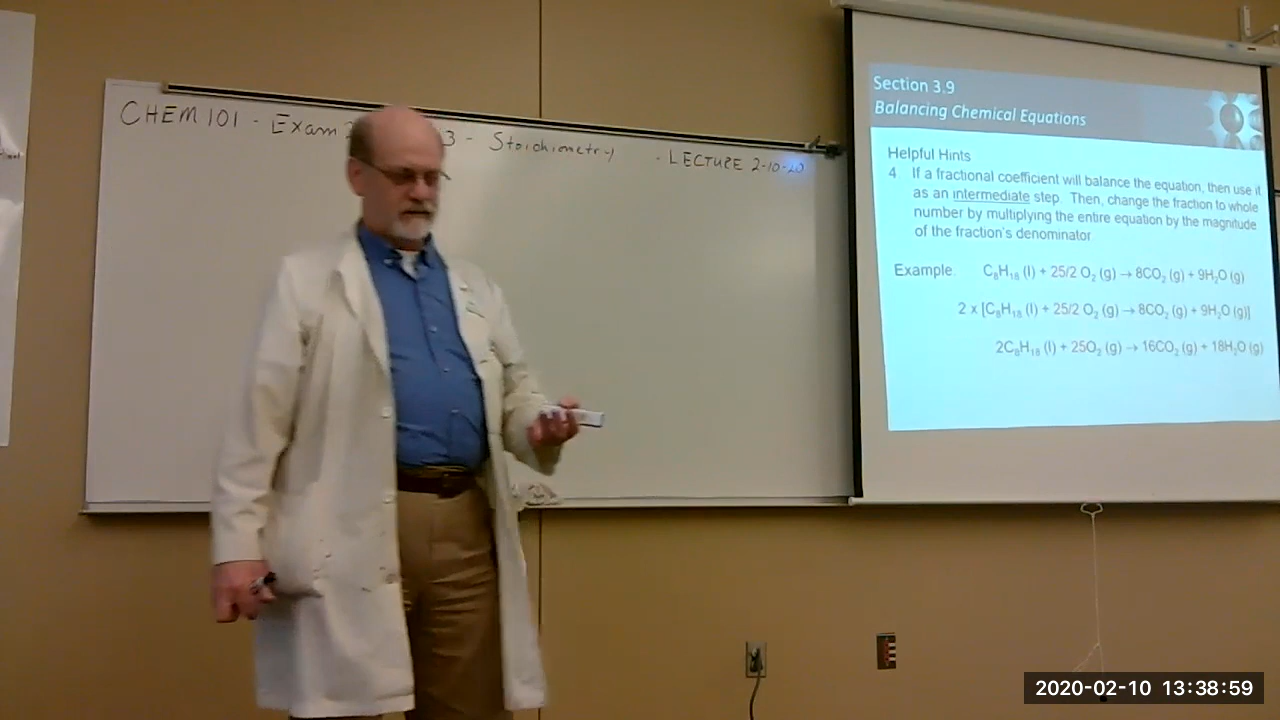 CHEM 101 - Exam 3 - Stoichiometry - LECTURE 2-10-20
Section 3.9
Balancing Chemical Equations
Helpful Hints
4 If a fractional coefficient will balance the equation, then use it
as an intermediate step. Then, change the fraction to whole
number by multiplying the entire equation by the magnitude
of the fraction's denominator
Example. C₈H₁₈ (l) + 25/2 O₂ (g) → 8CO₂ (g) + 9H₂O (g)
2 x [C₈H₁₈ (l) + 25/2 O₂ (g) → 8CO₂ (g) + 9H₂O (g)]
2C₈H₁₈ (l) + 25O₂ (g) → 16CO₂ (g) + 18H₂O (g)
2020-02-10 13:38:59